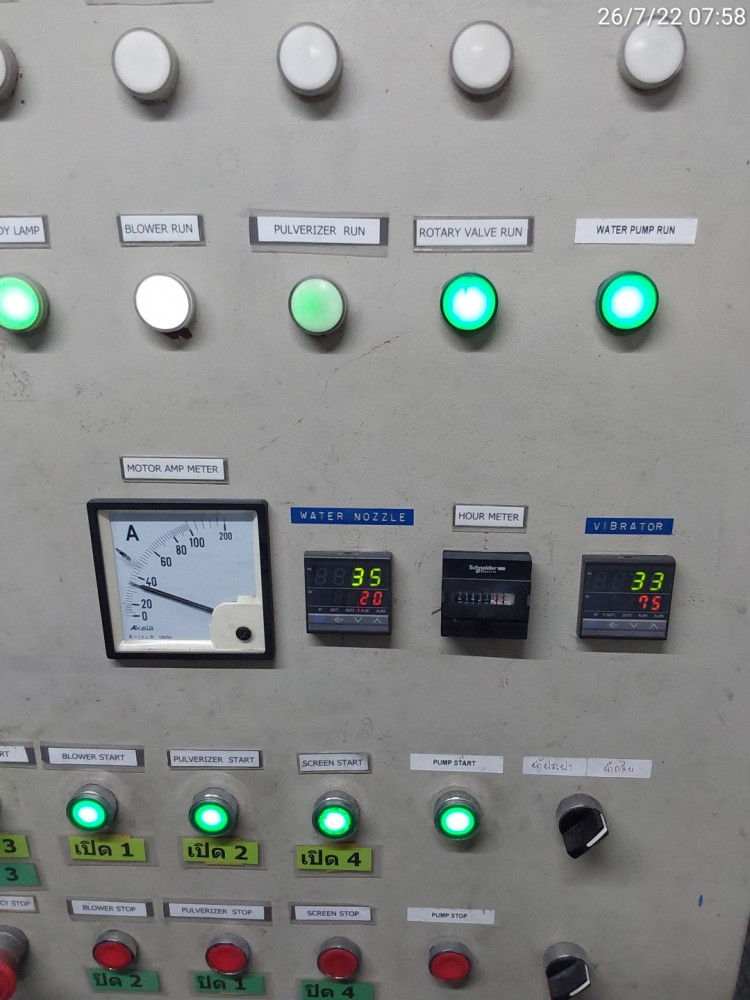 26/7/22 07:58
DY LAMP
BLOWER RUN
PULVERIZER RUN
ROTARY VALVE RUN
WATER PUMP RUN
MOTOR AMP METER
WATER NOZZLE
HOUR METER
VIBRATOR
A
0
20
40
60
80
100
200
35
20
Schneider
Electric
33
75
RT
BLOWER START
PULVERIZER START
SCREEN START
PUMP START
3
เปิด 1
เปิด 2
เปิด 4
3
CY STOP
BLOWER STOP
PULVERIZER STOP
SCREEN STOP
PUMP STOP
ปิด 2
ปิด 1
ปิด 4